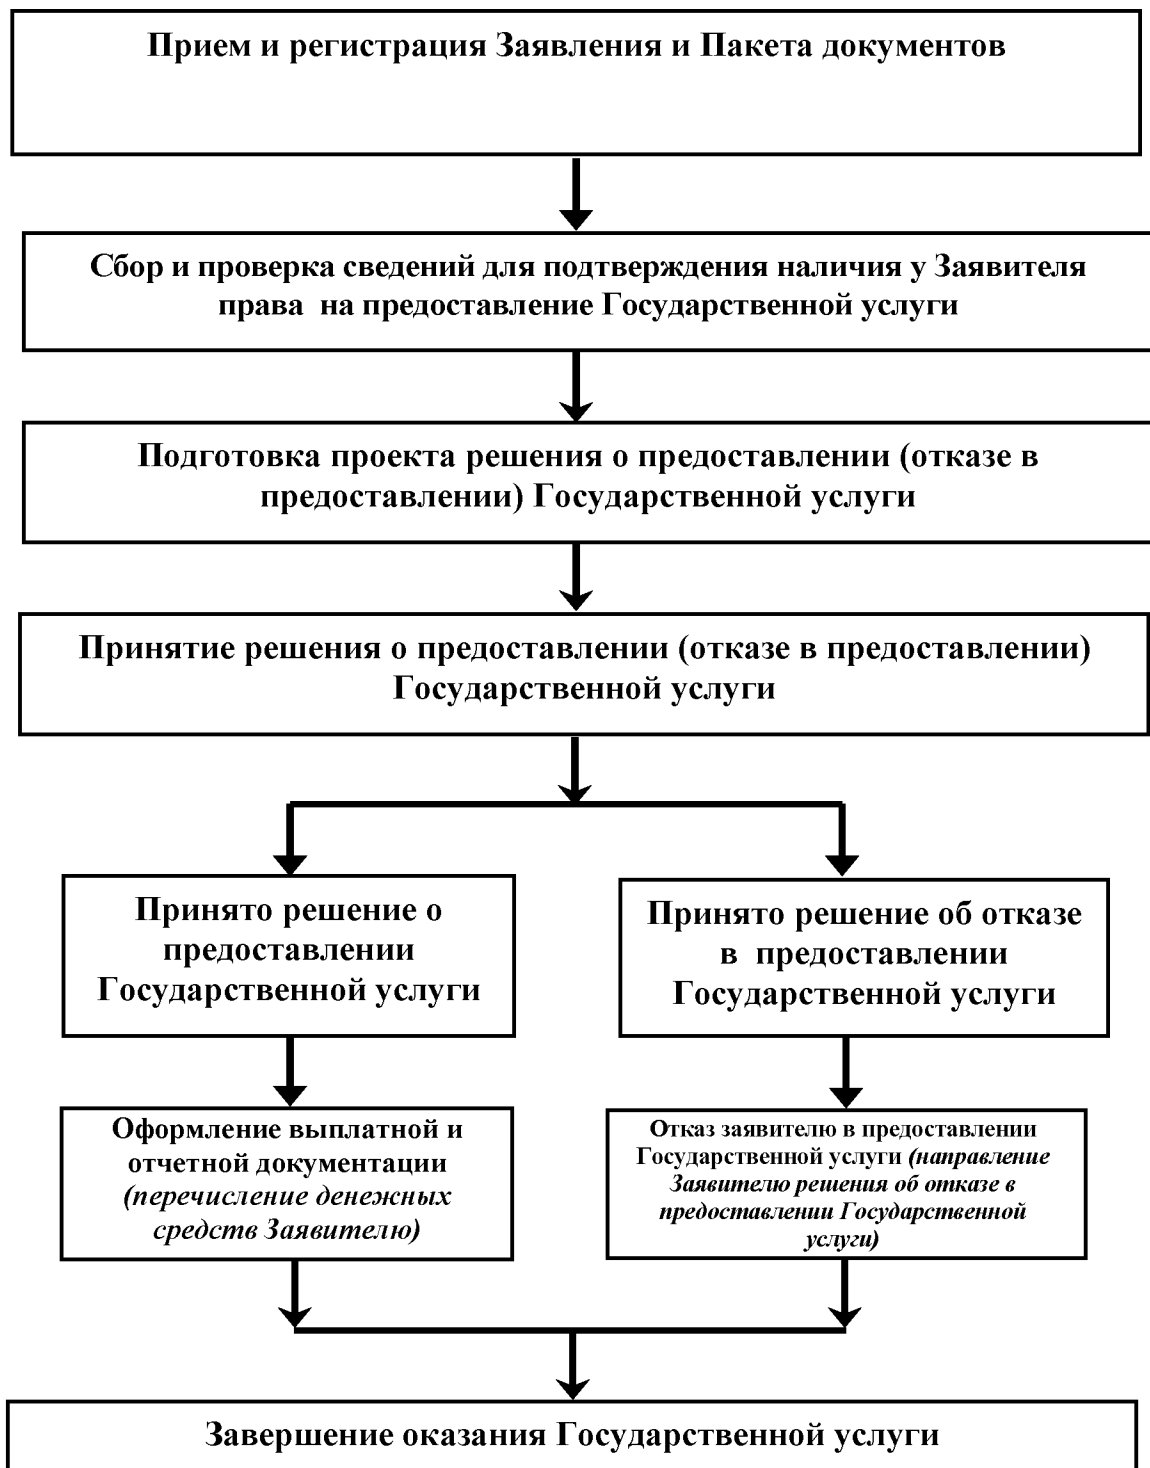 Прием и регистрация Заявления и Пакета документов
Сбор и проверка сведений для подтверждения наличия у Заявителя
права на предоставление Государственной услуги
Подготовка проекта решения о предоставлении (отказе в
предоставлении) Государственной услуги
Принятие решения о предоставлении (отказе в предоставлении)
Государственной услуги
Принято решение о
предоставлении
Государственной услуги
Принято решение об отказе
в предоставлении
Государственной услуги
Оформление выплатной и
отчетной документации
(перечисление денежных
средств Заявителю)
Отказ заявителю в предоставлении
Государственной услуги (направление
Заявителю решения об отказе в
предоставлении Государственной
услуги)
Завершение оказания Государственной услуги